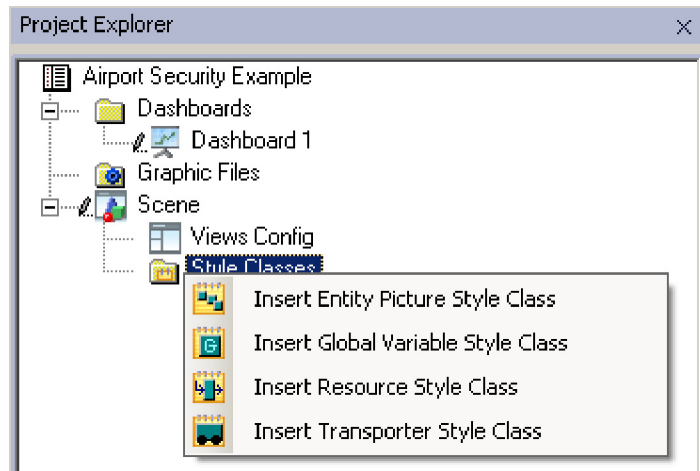 Project Explorer
Airport Security Example
Dashboards
Dashboard 1
Graphic Files
Scene
Views Config
Style Classes
Insert Entity Picture Style Class
G
Insert Global Variable Style Class
Insert Resource Style Class
Insert Transporter Style Class